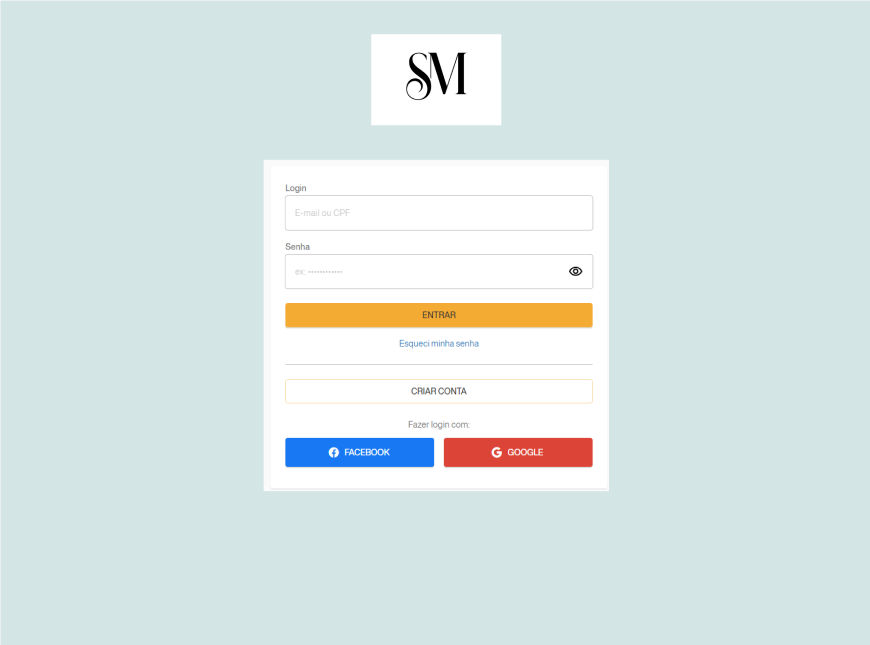 SM
Login
E-mail ou CPF
Senha
ex: ••••••••••••
ENTRAR
Esqueci minha senha
CRIAR CONTA
Fazer login com:
FACEBOOK
GOOGLE